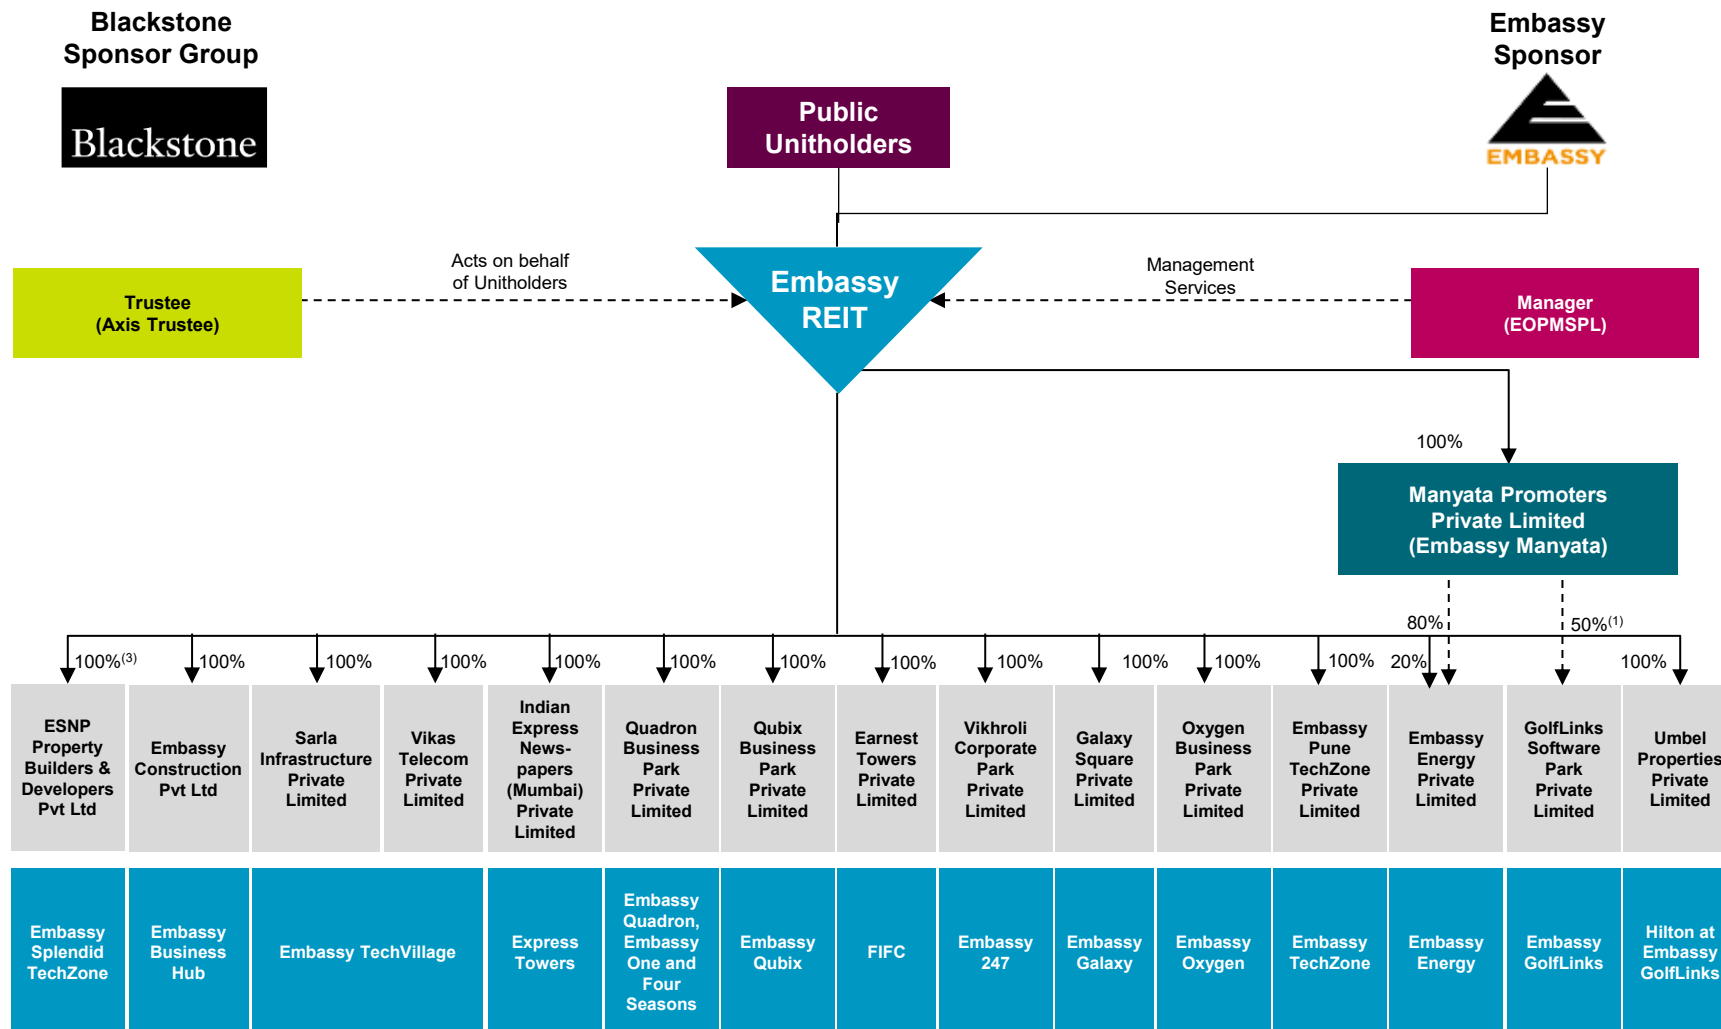 Blackstone
Sponsor Group
Blackstone
Public
Unitholders
Embassy
Sponsor
EMBASSY
Trustee
(Axis Trustee)
Acts on behalf
of Unitholders
Embassy
REIT
Management
Services
Manager
(EOPMSPL)
100%
Manyata Promoters
Private Limited
(Embassy Manyata)
80%
50%(1)
100%(3)
100%
100%
100%
100%
100%
100%
100%
100%
100%
100%
100%
20%
100%
ESNP
Property
Builders &
Developers
Pvt Ltd
Embassy
Construction
Pvt Ltd
Sarla
Infrastructure
Private
Limited
Vikas
Telecom
Private
Limited
Indian
Express
News-
papers
(Mumbai)
Private
Limited
Quadron
Business
Park
Private
Limited
Qubix
Business
Park
Private
Limited
Earnest
Towers
Private
Limited
Vikhroli
Corporate
Park
Private
Limited
Galaxy
Square
Private
Limited
Oxygen
Business
Park
Private
Limited
Embassy
Pune
TechZone
Private
Limited
Embassy
Energy
Private
Limited
GolfLinks
Software
Park
Private
Limited
Umbel
Properties
Private
Limited
Embassy
Splendid
TechZone
Embassy
Business
Hub
Embassy TechVillage
Express
Towers
Embassy
Quadron,
Embassy
One and
Four
Seasons
Embassy
Qubix
FIFC
Embassy
247
Embassy
Galaxy
Embassy
Oxygen
Embassy
TechZone
Embassy
Energy
Embassy
GolfLinks
Hilton at
Embassy
GolfLinks